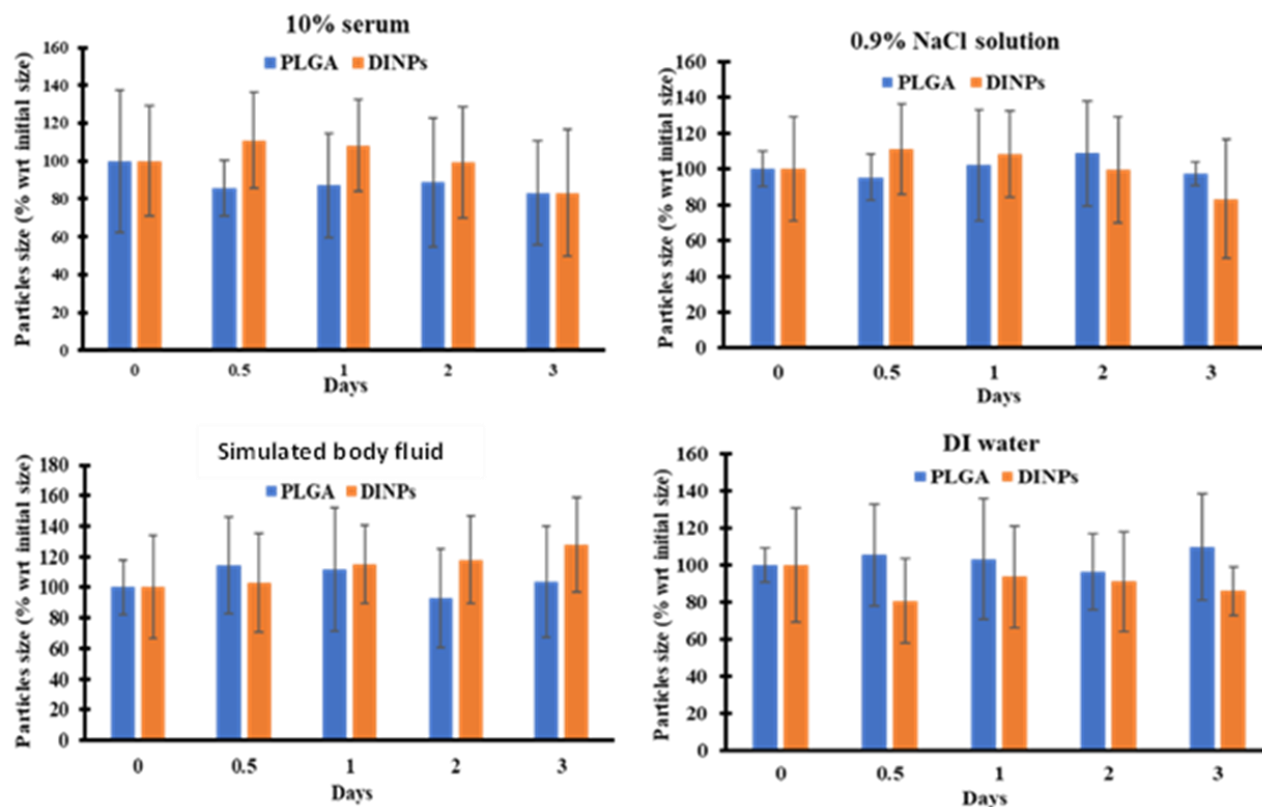 10% serum
PLGA DINPs
Particles size (% wrt initial size)
160
140
120
100
80
60
40
20
0
0 0.5 1 2 3
Days
0.9% NaCl solution
PLGA DINPs
Particles size (% wrt initial size)
160
140
120
100
80
60
40
20
0
0 0.5 1 2 3
Days
Simulated body fluid
PLGA DINPs
Particles size (% wrt initial size)
180
160
140
120
100
80
60
40
20
0
0 0.5 1 2 3
Days
DI water
PLGA DINPs
Particles size (% wrt initial size)
160
140
120
100
80
60
40
20
0
0 0.5 1 2 3
Days